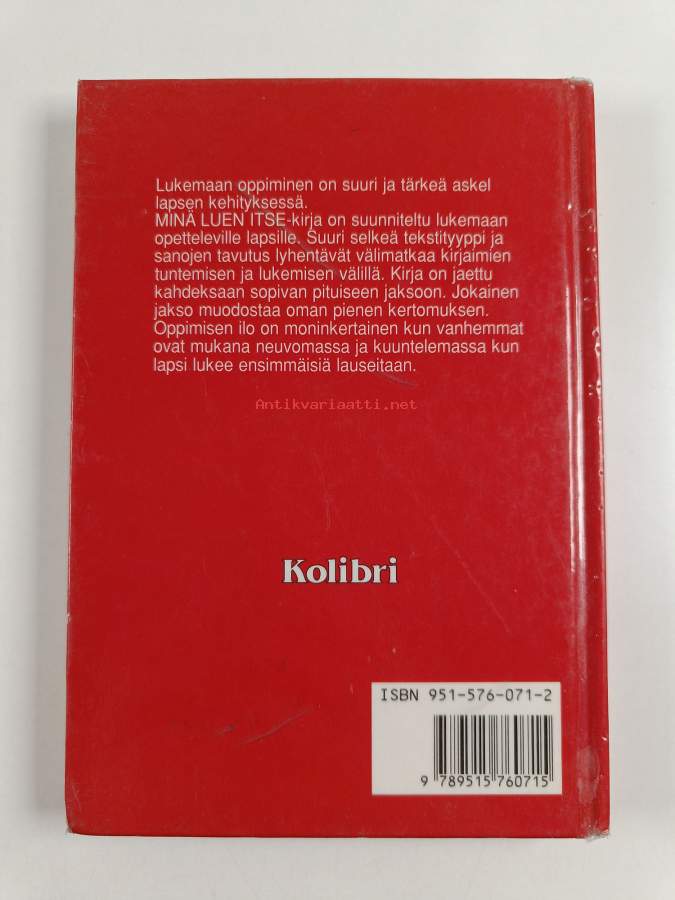 Lukemaan oppiminen on suuri ja tärkeä askel
lapsen kehityksessä.
MINÄ LUEN ITSE-kirja on suunniteltu lukemaan
opetteleville lapsille. Suuri selkeä tekstityyppi ja
sanojen tavutus lyhentävät välimatkaa kirjaimien
tuntemisen ja lukemisen välillä. Kirja on jaettu
kahdeksaan sopivan pituiseen jaksoon. Jokainen
jakso muodostaa oman pienen kertomuksen.
Oppimisen ilo on moninkertainen kun vanhemmat
ovat mukana neuvomassa ja kuuntelemassa kun
lapsi lukee ensimmäisiä lauseitaan.
Antikvariaatti.net
Kolibri
ISBN 951-576-071-2
9 789515 760715